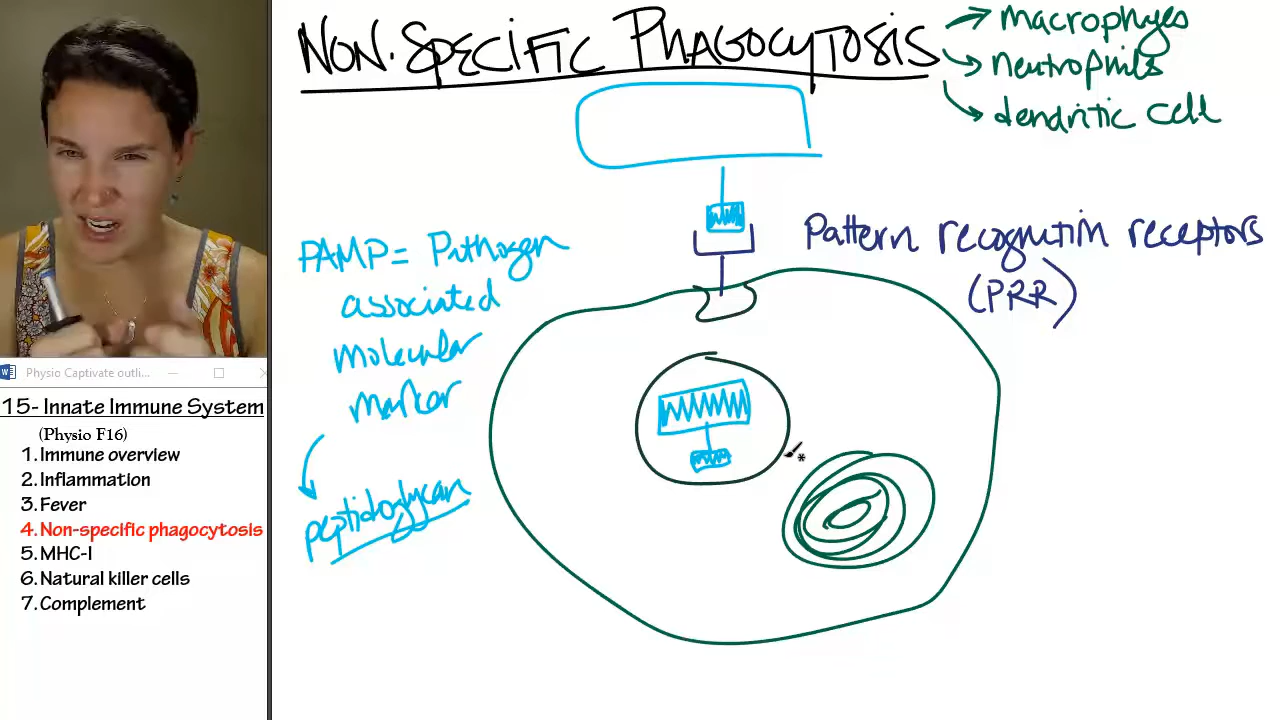 NON-SPECIFIC PHAGOCYTOSIS
macrophages
neutrophils
dendritic cell
Pattern recognition receptors
(PRR)
PAMP = Pathogen
associated
molecular
marker
peptidoglycan
Physio Captivate outli...
15- Innate Immune System
(Physio F16)
1. Immune overview
2. Inflammation
3. Fever
4. Non-specific phagocytosis
5. MHC-I
6. Natural killer cells
7. Complement